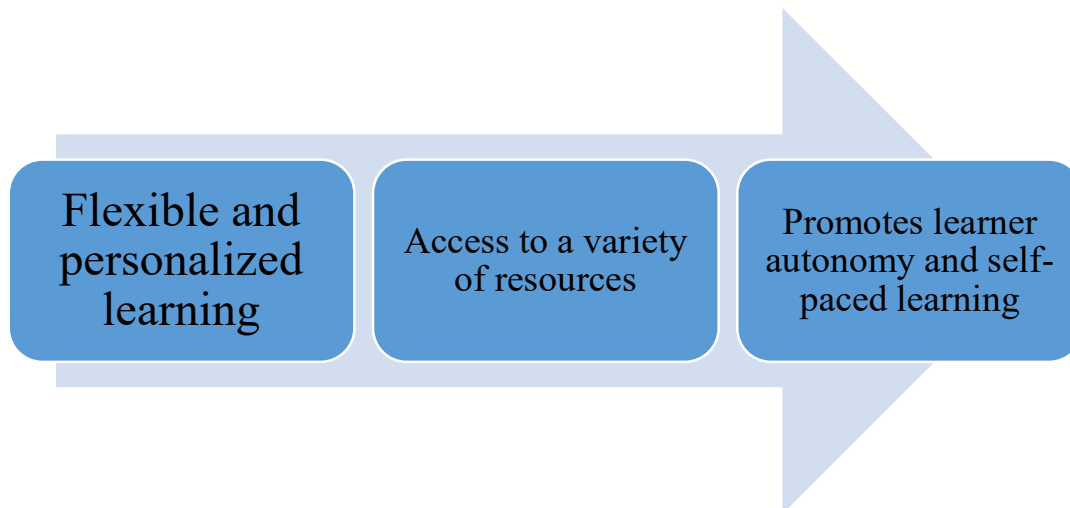 Flexible and
personalized
learning
Access to a variety
of resources
Promotes learner
autonomy and self-
paced learning